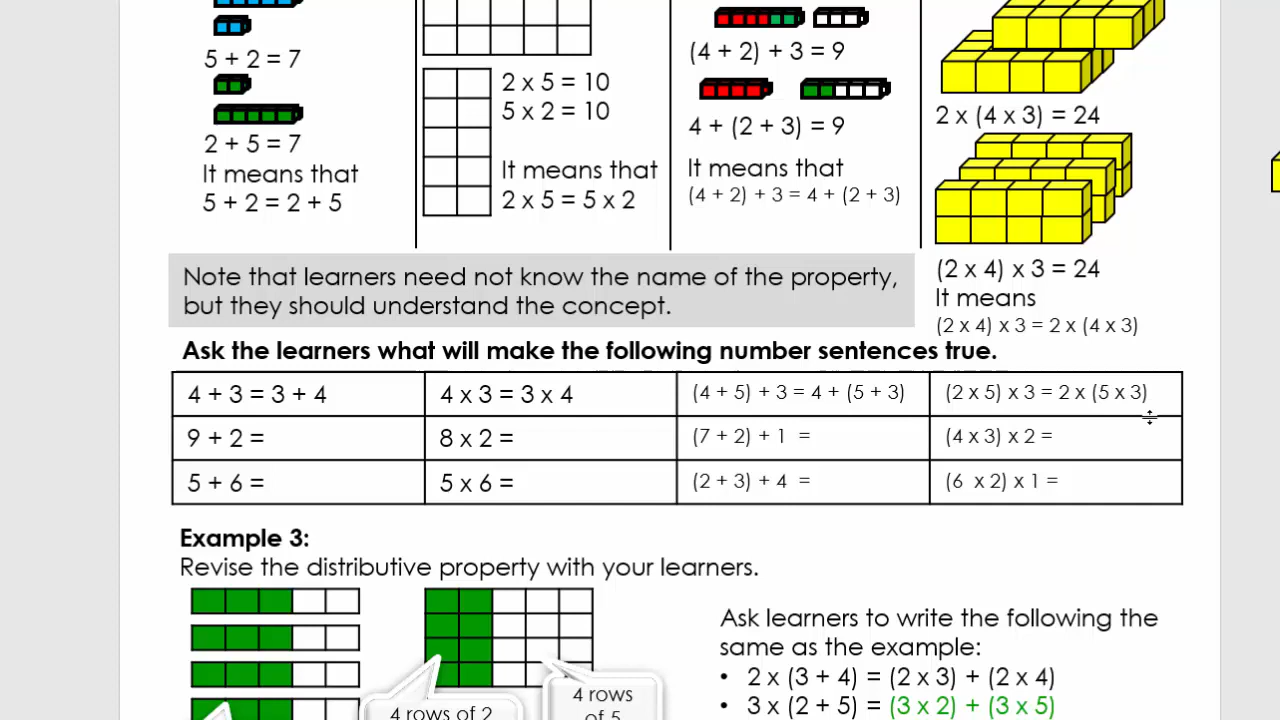 5 + 2 = 7
2 + 5 = 7
It means that
5 + 2 = 2 + 5
2 x 5 = 10
5 x 2 = 10
It means that
2 x 5 = 5 x 2
(4 + 2) + 3 = 9
4 + (2 + 3) = 9
It means that
(4 + 2) + 3 = 4 + (2 + 3)
2 x (4 x 3) = 24
(2 x 4) x 3 = 24
It means
(2 x 4) x 3 = 2 x (4 x 3)
Note that learners need not know the name of the property,
but they should understand the concept.
Ask the learners what will make the following number sentences true.
4 + 3 = 3 + 4 4 x 3 = 3 x 4 (4 + 5) + 3 = 4 + (5 + 3) (2 x 5) x 3 = 2 x (5 x 3)
9 + 2 = 8 x 2 = (7 + 2) + 1 = (4 x 3) x 2 =
5 + 6 = 5 x 6 = (2 + 3) + 4 = (6 x 2) x 1 =
Example 3:
Revise the distributive property with your learners.
4 rows of 2
4 rows
of 5
Ask learners to write the following the
same as the example:
• 2 x (3 + 4) = (2 x 3) + (2 x 4)
• 3 x (2 + 5) = (3 x 2) + (3 x 5)